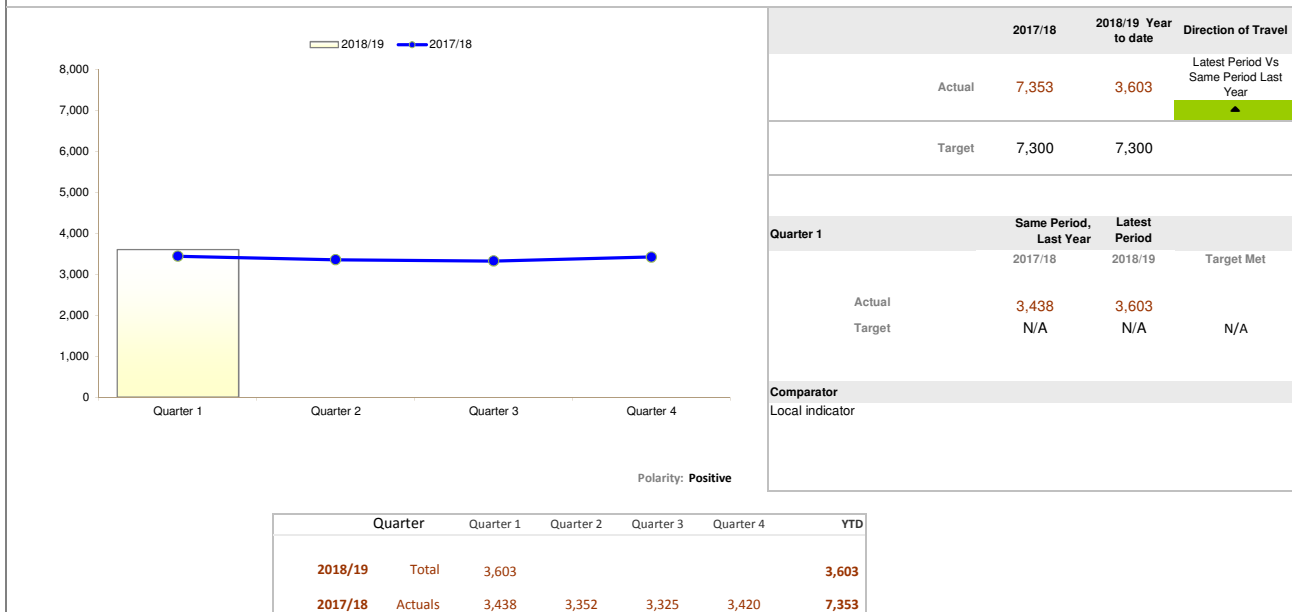 2018/19 2017/18
8,000
7,000
6,000
5,000
4,000
3,000
2,000
1,000
0
Quarter 1 Quarter 2 Quarter 3 Quarter 4
Polarity: Positive
2017/18 2018/19 Year to date Direction of Travel
Actual 7,353 3,603 Latest Period Vs Same Period Last Year
Target 7,300 7,300
Quarter 1 Same Period, Last Year Latest Period
2017/18 2018/19 Target Met
Actual 3,438 3,603
Target N/A N/A N/A
Comparator
Local indicator
Quarter Quarter 1 Quarter 2 Quarter 3 Quarter 4 YTD
2018/19 Total 3,603 3,603
2017/18 Actuals 3,438 3,352 3,325 3,420 7,353